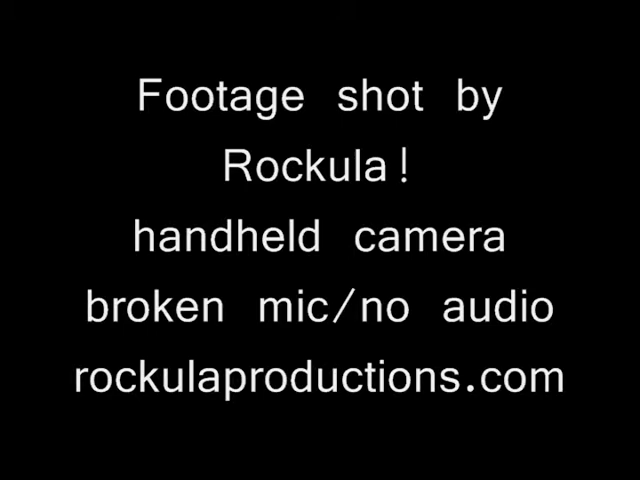 Footage shot by
Rockula!
handheld camera
broken mic/no audio
rockulaproductions.com